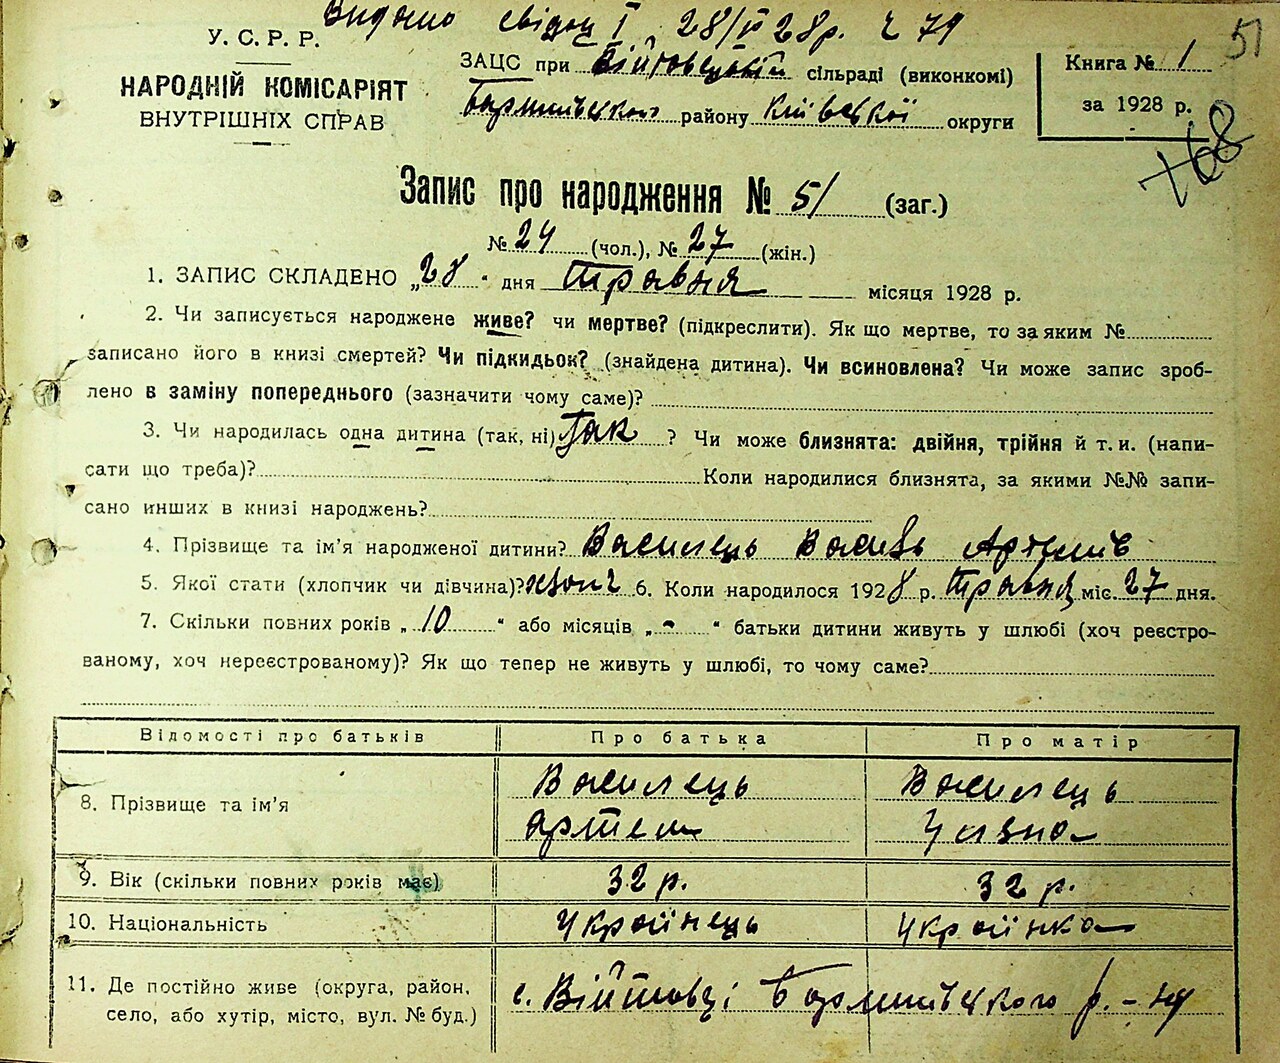 Видано свідоц І 28/VI 28р. ч 79
51
У. С. Р. Р.
НАРОДНІЙ КОМІСАРІЯТ
ВНУТРІШНІХ СПРАВ
ЗАЦС при Війтовецькій сільраді (виконкомі)
Баришівського району Київської округи
Книга № 1
за 1928 р.
Запис про народження № 51 (заг.)
№ 24 (чол.), № 27 (жін.)
1. ЗАПИС СКЛАДЕНО „28“ дня травня місяця 1928 р.
2. Чи записується народжене живе? чи мертве? (підкреслити). Як що мертве, то за яким №
записано його в книзі смертей? Чи підкидьок? (знайдена дитина). Чи всиновлена? Чи може запис зроб-
лено в заміну попереднього (зазначити чому саме)?
3. Чи народилась одна дитина (так, ні) Так ? Чи може близнята: двійня, трійня й т. и. (напи-
сати що треба)? Коли народилися близнята, за якими №№ запи-
сано инших в книзі народжень?
4. Прізвище та ім'я народженої дитини? Василець Василь Артемів
5. Якої статі (хлопчик чи дівчина)? хлоп 6. Коли народилося 1928 р. травня міс. 27 дня.
7. Скільки повних років „10“ або місяців „-“ батьки дитини живуть у шлюбі (хоч реєстро-
ваному, хоч нереєстрованому)? Як що тепер не живуть у шлюбі, то чому саме?
Відомості про батьків Про батька Про матір
8. Прізвище та ім'я Василець Артем Василець
9. Вік (скільки повних років має) 32 р. 32 р.
10. Національність Українець Українка
11. Де постійно живе (округа, район, село, або хутір, місто, вул. № буд.) с. Війтовці Баришівського р.-ну